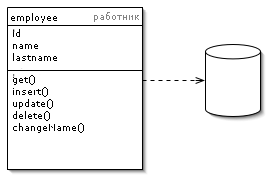 employee работник
Id
name
lastname
get()
insert()
update()
delete()
changeName()